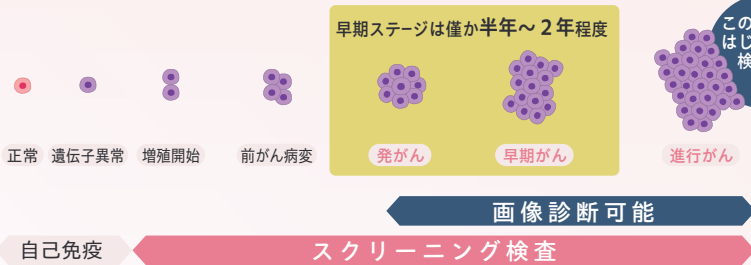 早期ステージは僅か半年～２年程度
この
はじ
検
正常
遺伝子異常
増殖開始
前がん病変
発がん
早期がん
進行がん
画像診断可能
自己免疫
スクリーニング検査